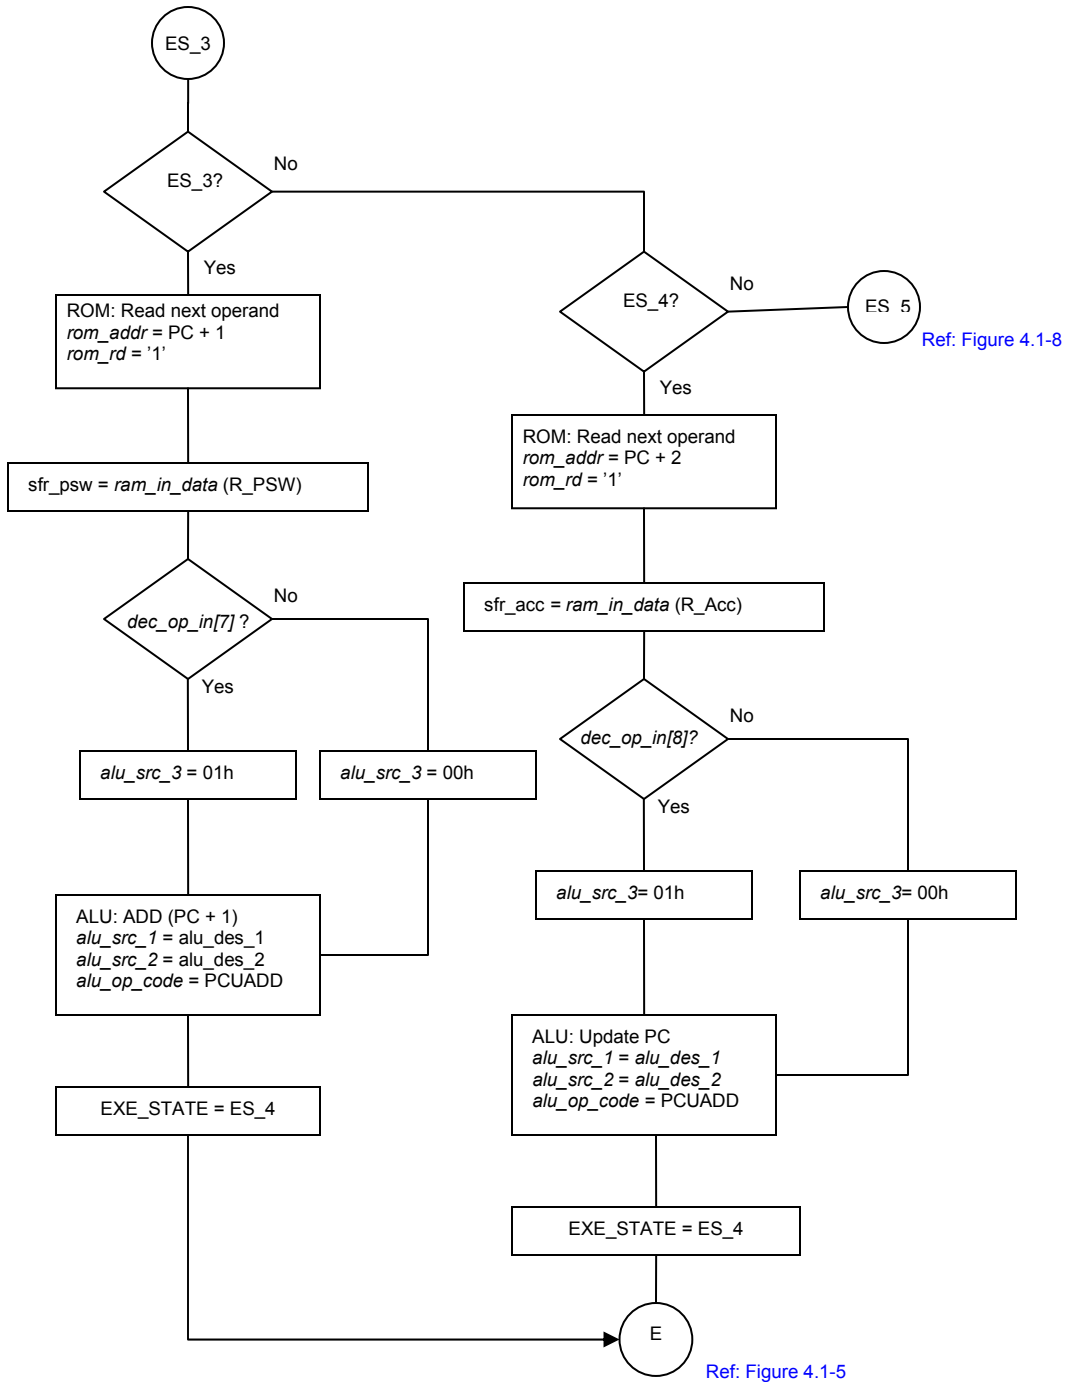 ES_3
ES_3?
No
Yes
ROM: Read next operand
rom_addr = PC + 1
rom_rd = '1'
sfr_psw = ram_in_data (R_PSW)
dec_op_in[7] ?
No
Yes
alu_src_3 = 01h
alu_src_3 = 00h
ALU: ADD (PC + 1)
alu_src_1 = alu_des_1
alu_src_2 = alu_des_2
alu_op_code = PCUADD
EXE_STATE = ES_4
ES_4?
No
ES_5
Ref: Figure 4.1-8
Yes
ROM: Read next operand
rom_addr = PC + 2
rom_rd = '1'
sfr_acc = ram_in_data (R_Acc)
dec_op_in[8]?
No
Yes
alu_src_3= 01h
alu_src_3= 00h
ALU: Update PC
alu_src_1 = alu_des_1
alu_src_2 = alu_des_2
alu_op_code = PCUADD
EXE_STATE = ES_4
E
Ref: Figure 4.1-5